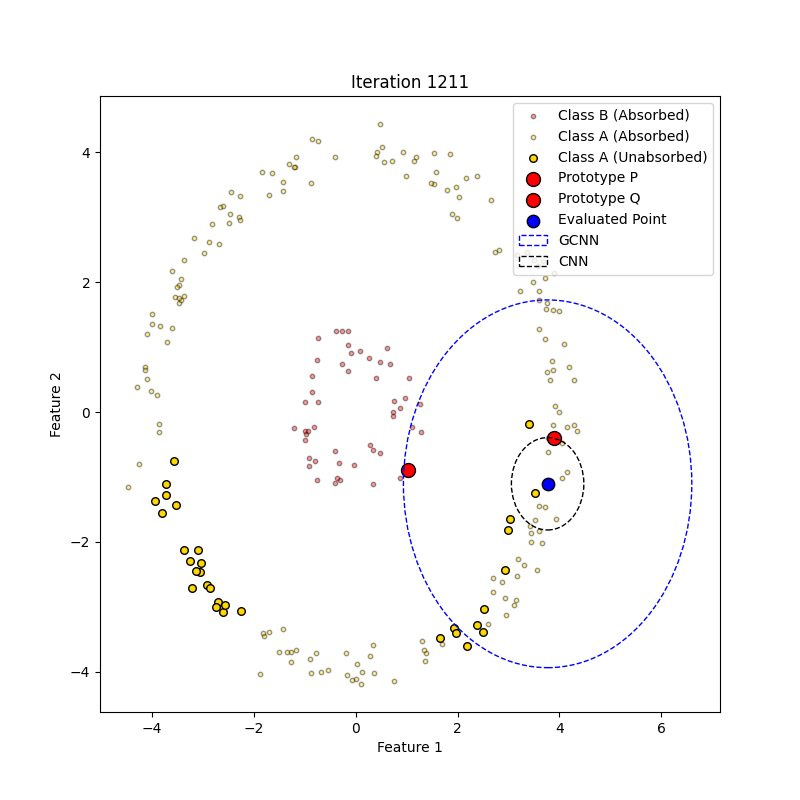 Iteration 1211
Class B (Absorbed)
Class A (Absorbed)
Class A (Unabsorbed)
Prototype P
Prototype Q
Evaluated Point
GCNN
CNN
4
2
0
−2
−4
Feature 2
−4
−2
0
2
4
6
Feature 1